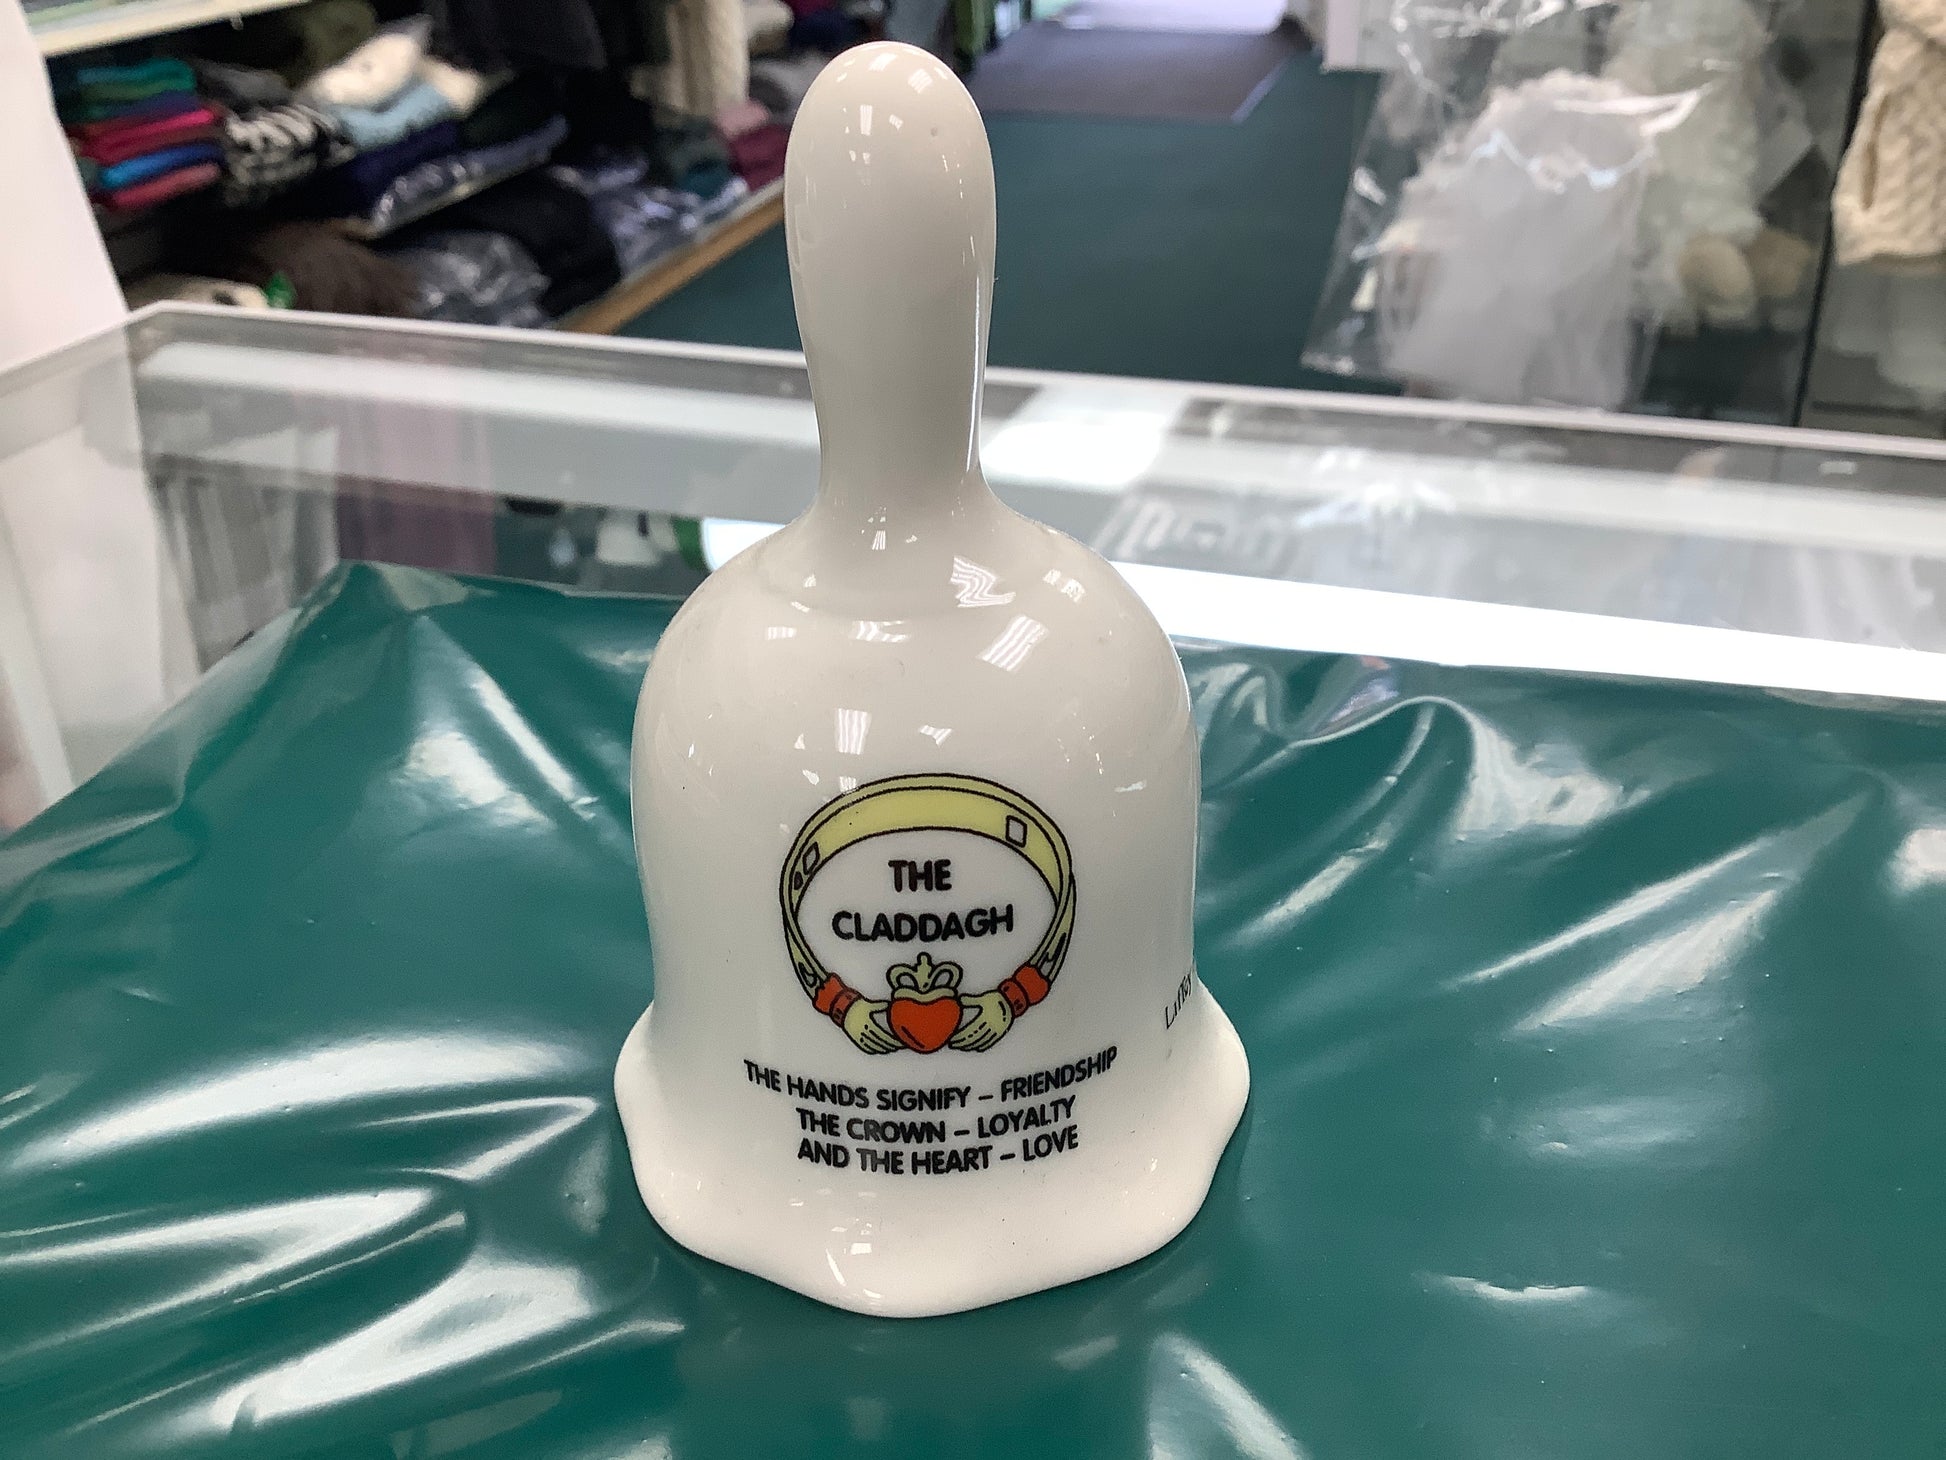 THE
CLADDAGH
THE HANDS SIGNIFY – FRIENDSHIP
THE CROWN – LOYALTY
AND THE HEART – LOVE